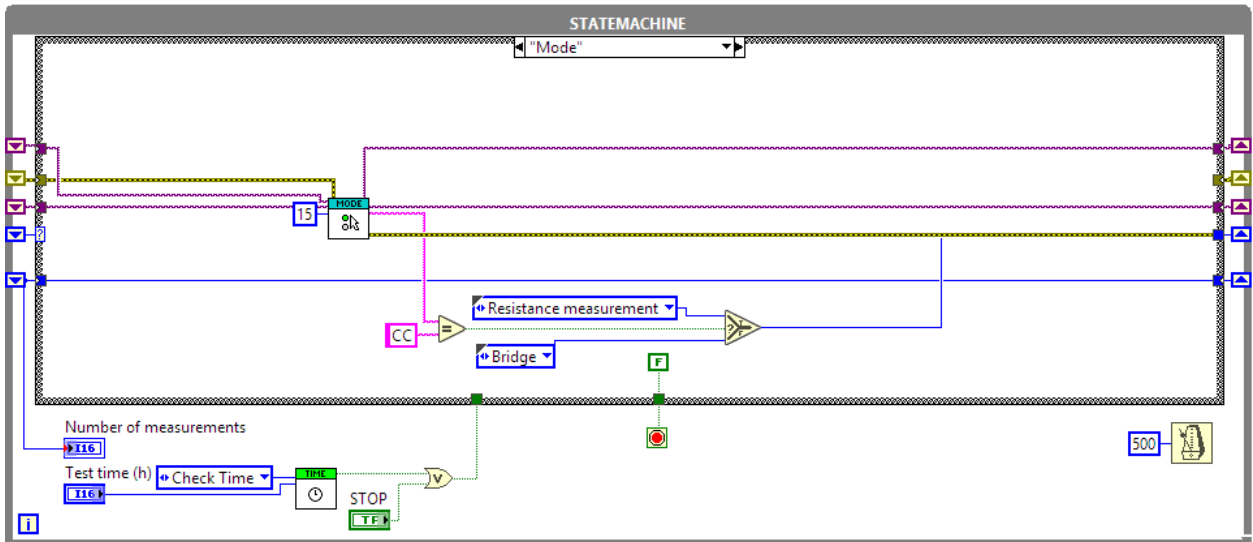 STATEMACHINE
"Mode"
?
MODE
15
Resistance measurement
CC
=
?
T
F
Bridge
F
Number of measurements
I16
500
Test time (h)
Check Time
TIME
I16
V
STOP
TF
i